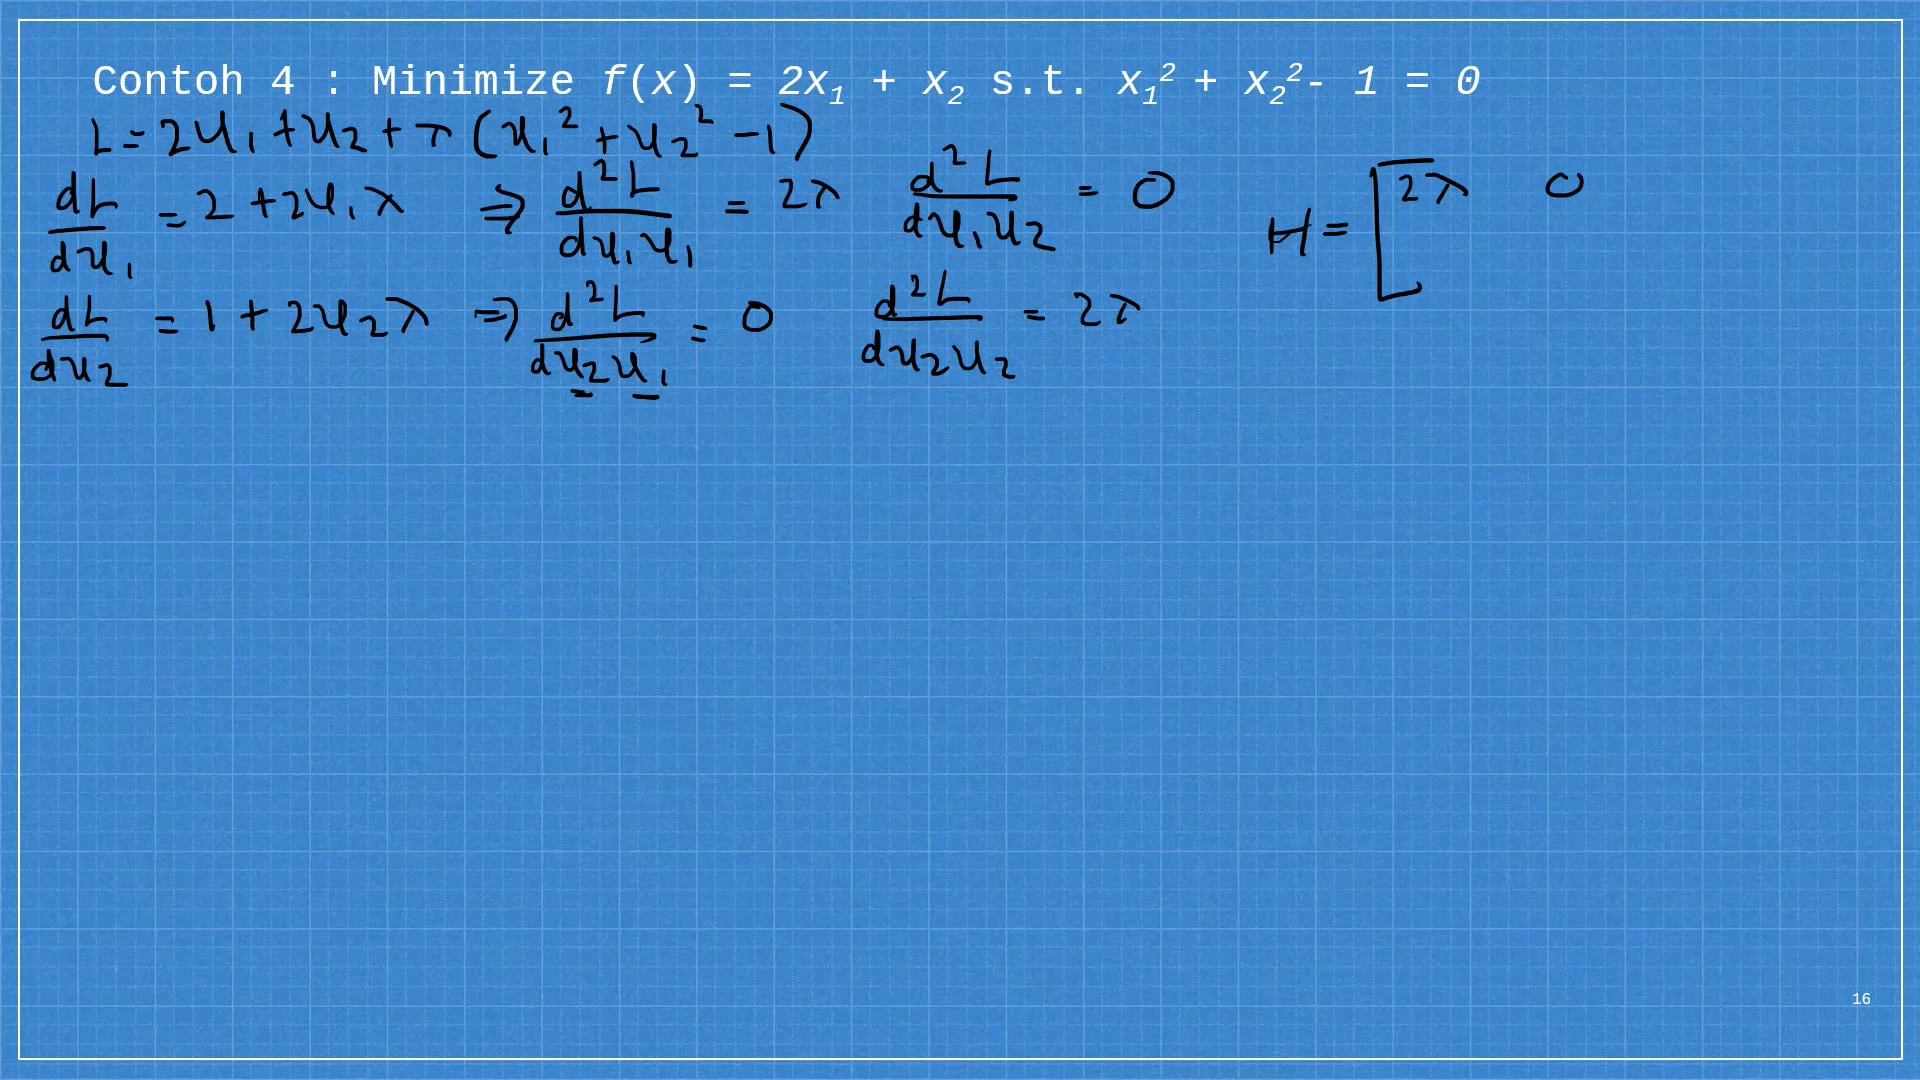 Contoh 4 : Minimize f(x) = 2x₁ + x₂ s.t. x₁² + x₂² - 1 = 0
L = 2x₁ + x₂ + λ (x₁² + x₂² - 1)
dL/dx₁ = 2 + 2x₁λ ⇒ d²L/dx₁x₁ = 2λ d²L/dx₁x₂ = 0 H = [ 2λ 0
dL/dx₂ = 1 + 2x₂λ ⇒ d²L/dx₂x₁ = 0 d²L/dx₂x₂ = 2λ
16